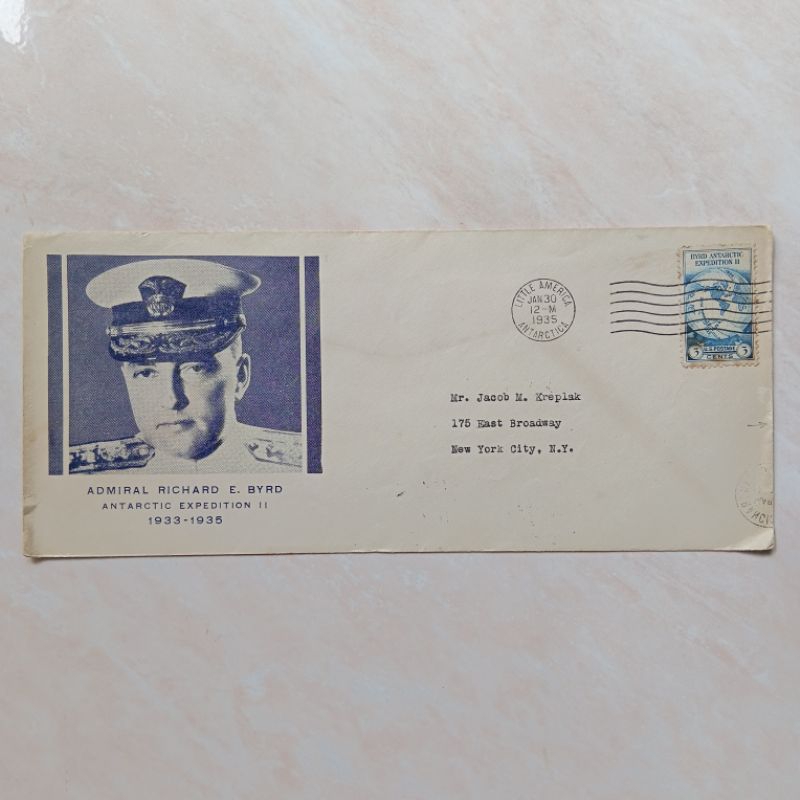 ADMIRAL RICHARD E. BYRD
ANTARCTIC EXPEDITION II
1933-1935
LITTLE AMERICA
JAN 30
12-M
1935
ANTARCTICA
BYRD ANTARCTIC
EXPEDITION II
U.S. POSTAGE
3 CENTS 3
Mr. Jacob M. Kreplak
175 East Broadway
New York City, N.Y.